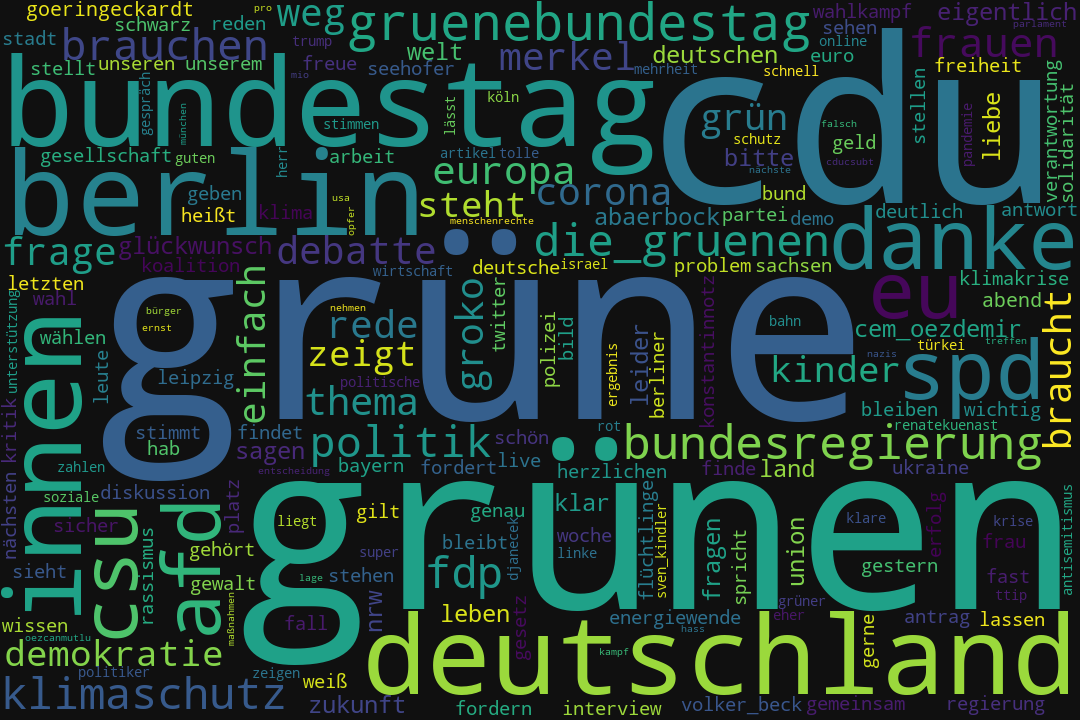 goeringeckardt
pro
weg
gruenebundestag
wahlkampf
eigentlich
schwarz
reden
parlament
stadt
brauchen
trump
welt
merkel
deutschen
sehen
online
frauen
stellt
unseren
unserem
freue
seehofer
mehrheit
euro
schnell
freiheit
mio
bundestag
cdu
gespräch
münchen
stimmen
lässt
köln
grün
schutz
falsch
geld
stellen
pandemie
liebe
verantwortung
solidarität
gesellschaft
guten
herr
arbeit
artikel
tolle
bitte
cducsubt
nächste
berlin
europa
geben
heißt
klima
usa
opfer
steht
corona
bund
menschenrechte
abaerbock
partei
demo
deutlich
antwort
frage
glückwunsch
debatte
die_gruenen
danke
koalition
letzten
wirtschaft
deutsche
israel
problem
sachsen
klimakrise
wahl
bürger
ernst
nehmen
eu
abend
braucht
unterstützung
wählen
einfach
rede
groko
twitter
polizei
bild
leider
berliner
konstantinnotz
bahn
cem_oezdemir
türkei
treffen
grüne
innen
leute
leipzig
zeigt
politische
ergebnis
kinder
nazis
spd
thema
bleiben
wichtig
kritik
stimmt
hab
findet
sagen
politik
schön
rot
bundesregierung
renatekuenast
zahlen
entscheidung
bayern
fordert
live
herzlichen
finde
land
ukraine
nächsten
soziale
diskussion
platz
grünen
sicher
csu
afd
rassismus
liegt
gilt
genau
klar
flüchtlinge
sven_kindler
fragen
spricht
union
klare
erfolg
krise
antisemitismus
gehört
super
bleibt
djanecek
woche
linke
gestern
frau
sieht
gewalt
lage
stehen
fdp
fast
ttip
wissen
oezcanmutlu
maßnahmen
fall
nrw
leben
gesetz
energiewende
hass
grüner
eher
antrag
lassen
demokratie
deutschland
kampf
gerne
politiker
zeigen
weiß
klimaschutz
zukunft
fordern
interview
volker_beck
gemeinsam
regierung